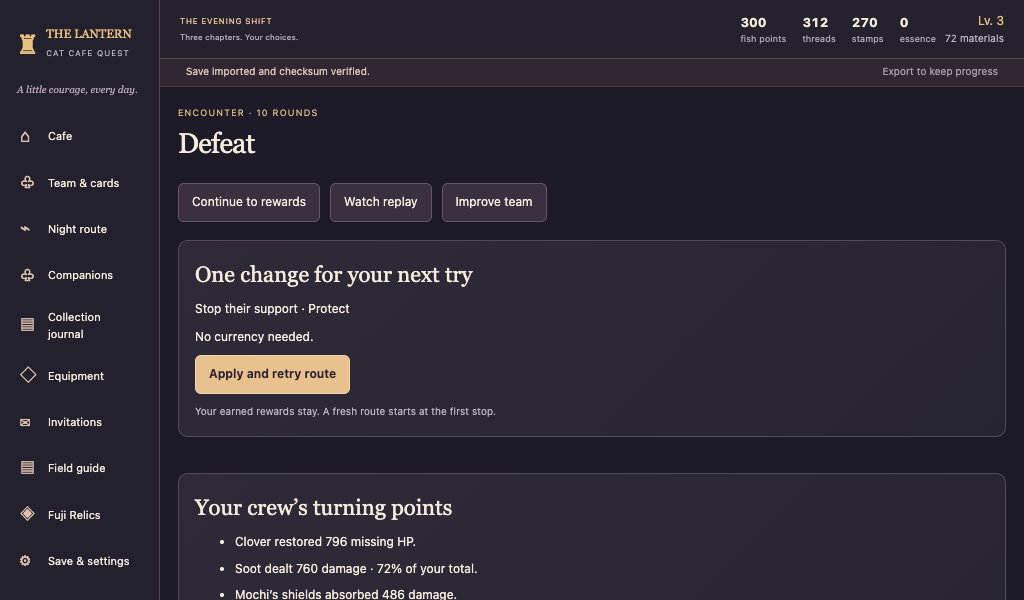 THE LANTERN
CAT CAFE QUEST
A little courage, every day.
Cafe
Team & cards
Night route
Companions
Collection
journal
Equipment
Invitations
Field guide
Fuji Relics
Save & settings
THE EVENING SHIFT
Three chapters. Your choices.
300
fish points
312
threads
270
stamps
0
essence
Lv. 3
72 materials
Save imported and checksum verified.
Export to keep progress
ENCOUNTER · 10 ROUNDS
Defeat
Continue to rewards
Watch replay
Improve team
One change for your next try
Stop their support · Protect
No currency needed.
Apply and retry route
Your earned rewards stay. A fresh route starts at the first stop.
Your crew’s turning points
• Clover restored 796 missing HP.
• Soot dealt 760 damage · 72% of your total.
• Mochi’s shields absorbed 486 damage.